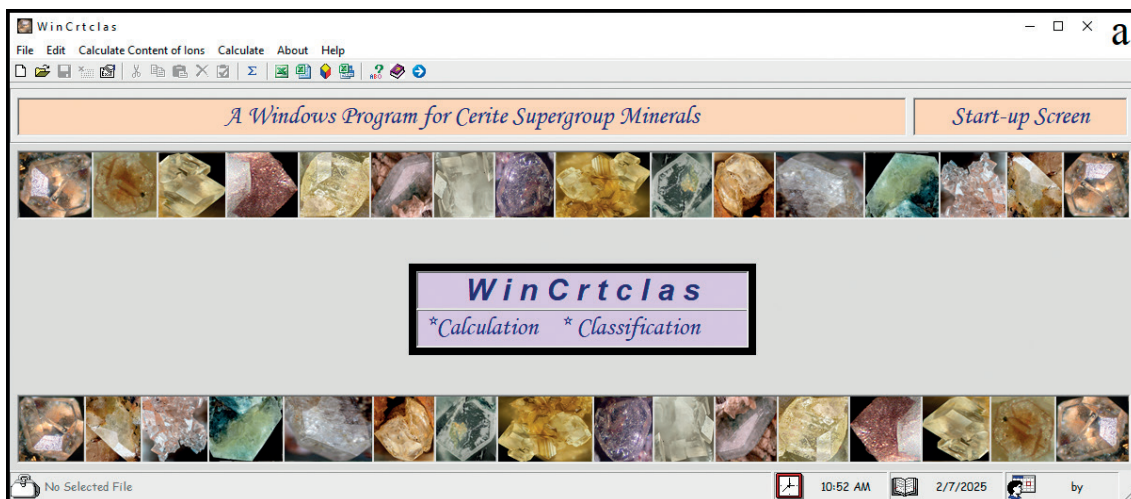 WinCrtclas
a
File Edit Calculate Content of Ions Calculate About Help
A Windows Program for Cerite Supergroup Minerals
Start-up Screen
WinCrtclas
*Calculation * Classification
No Selected File
10:52 AM
2/7/2025
by